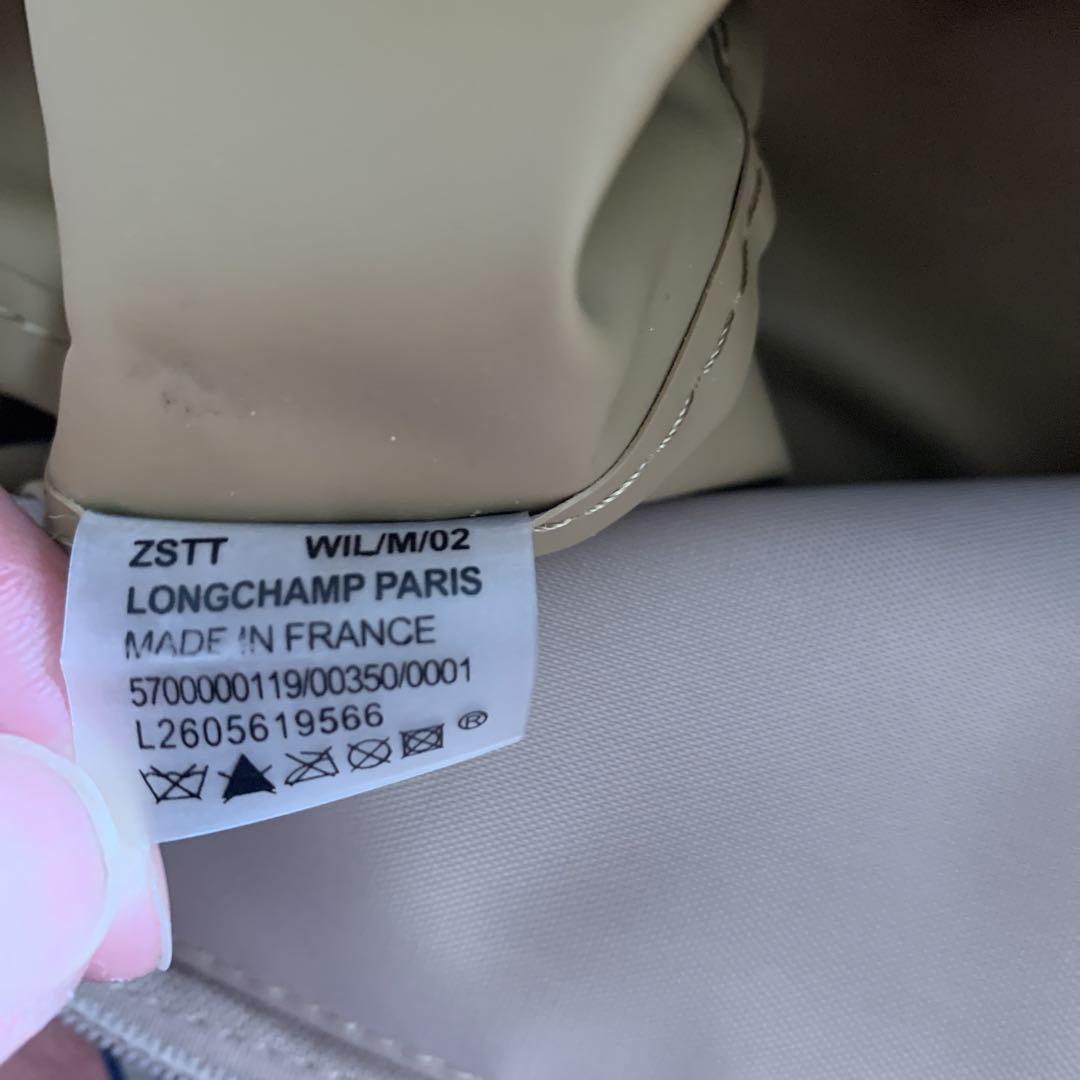 ZSTT WIL/M/02
LONGCHAMP PARIS
MADE IN FRANCE
5700000119/00350/0001
L2605619566
®